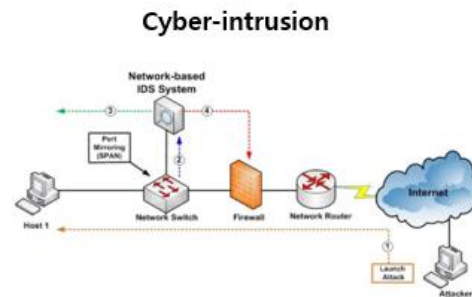 Cyber-intrusion
Network-based
IDS System
3
4
Port
Mirroring
(SPAN)
2
Internet
Host 1
Network Switch
Firewall
Network Router
1
Launch
Attack
Attacker